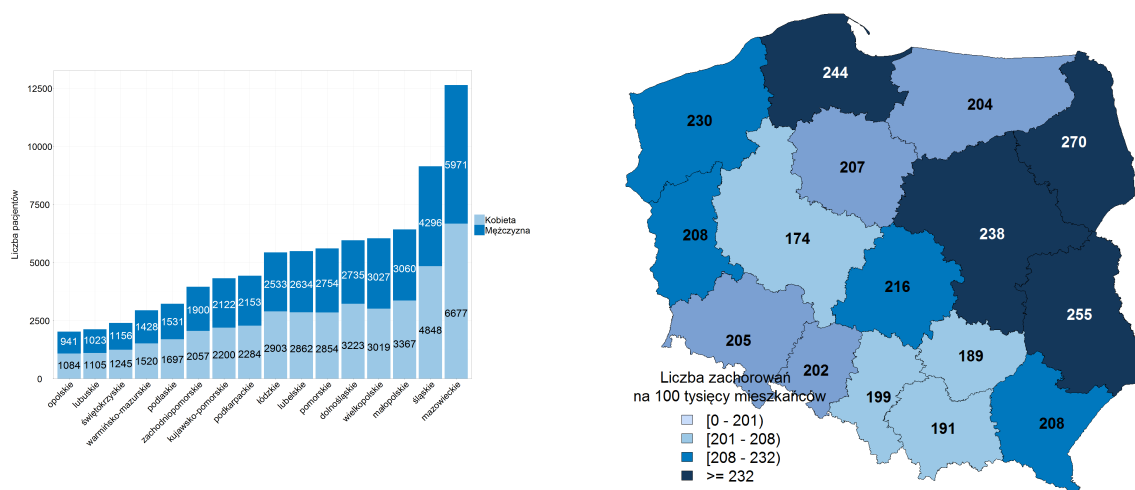 12500
10000
7500
5000
2500
0
Liczba pacjentów
941 1023 1156 1428 1531 1900 2122 2153 2533 2634 2754 2735 3027 3060 4296 5971
1084 1105 1245 1520 1697 2057 2200 2284 2903 2862 2854 3223 3019 3367 4848 6677
opolskie
lubuskie
świętokrzyskie
warmińsko-mazurskie
podlaskie
zachodniopomorskie
kujawsko-pomorskie
podkarpackie
łódzkie
lubelskie
pomorskie
dolnośląskie
wielkopolskie
małopolskie
śląskie
mazowieckie
Kobieta
Mężczyzna
244
204
230
270
207
208
174
238
216
255
205
189
202
199
191
208
Liczba zachorowań
na 100 tysięcy mieszkańców
[0 - 201)
[201 - 208)
[208 - 232)
>= 232